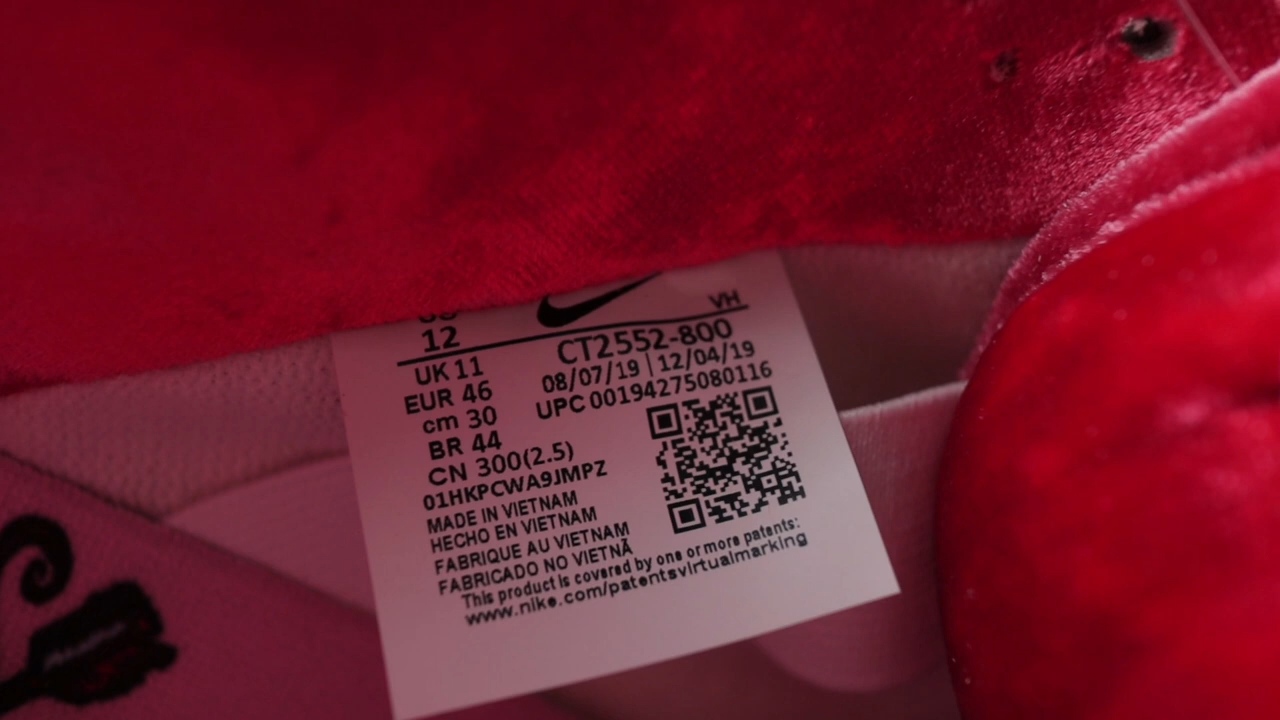 12
UK 11
EUR 46
cm 30
BR 44
CN 300(2.5)
01HKPCWA9JMPZ
MADE IN VIETNAM
HECHO EN VIETNAM
FABRIQUE AU VIETNAM
FABRICADO NO VIETNÃ
This product is covered by one or more patents:
www.nike.com/patentsvirtualmarking
VH
CT2552-800
08/07/19 | 12/04/19
UPC 00194275080116